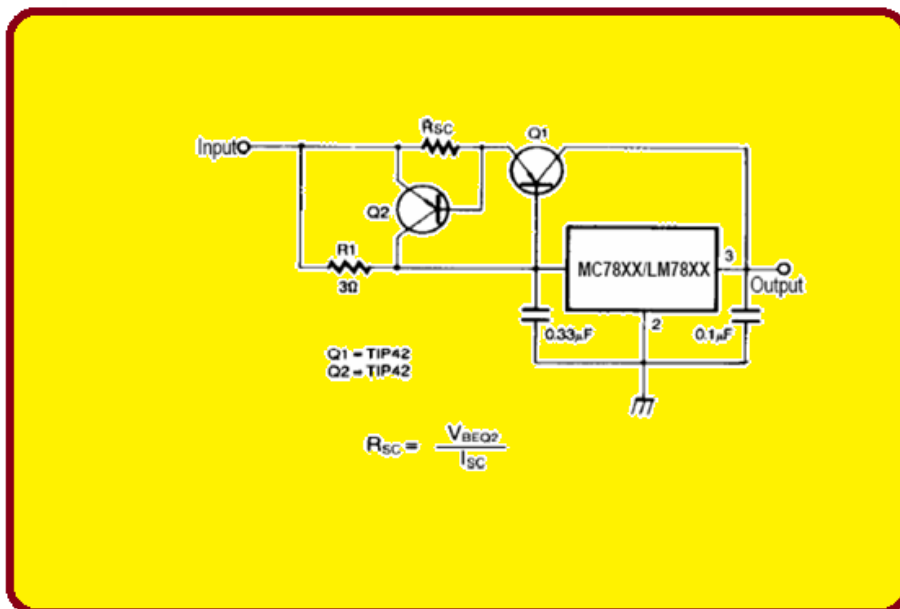 RSC
Q1
Input
Q2
R1
3Ω
MC78XX/LM78XX
3
Output
2
0.33μF
0.1μF
Q1 = TIP42
Q2 = TIP42
RSC = VBEQ2
ISC